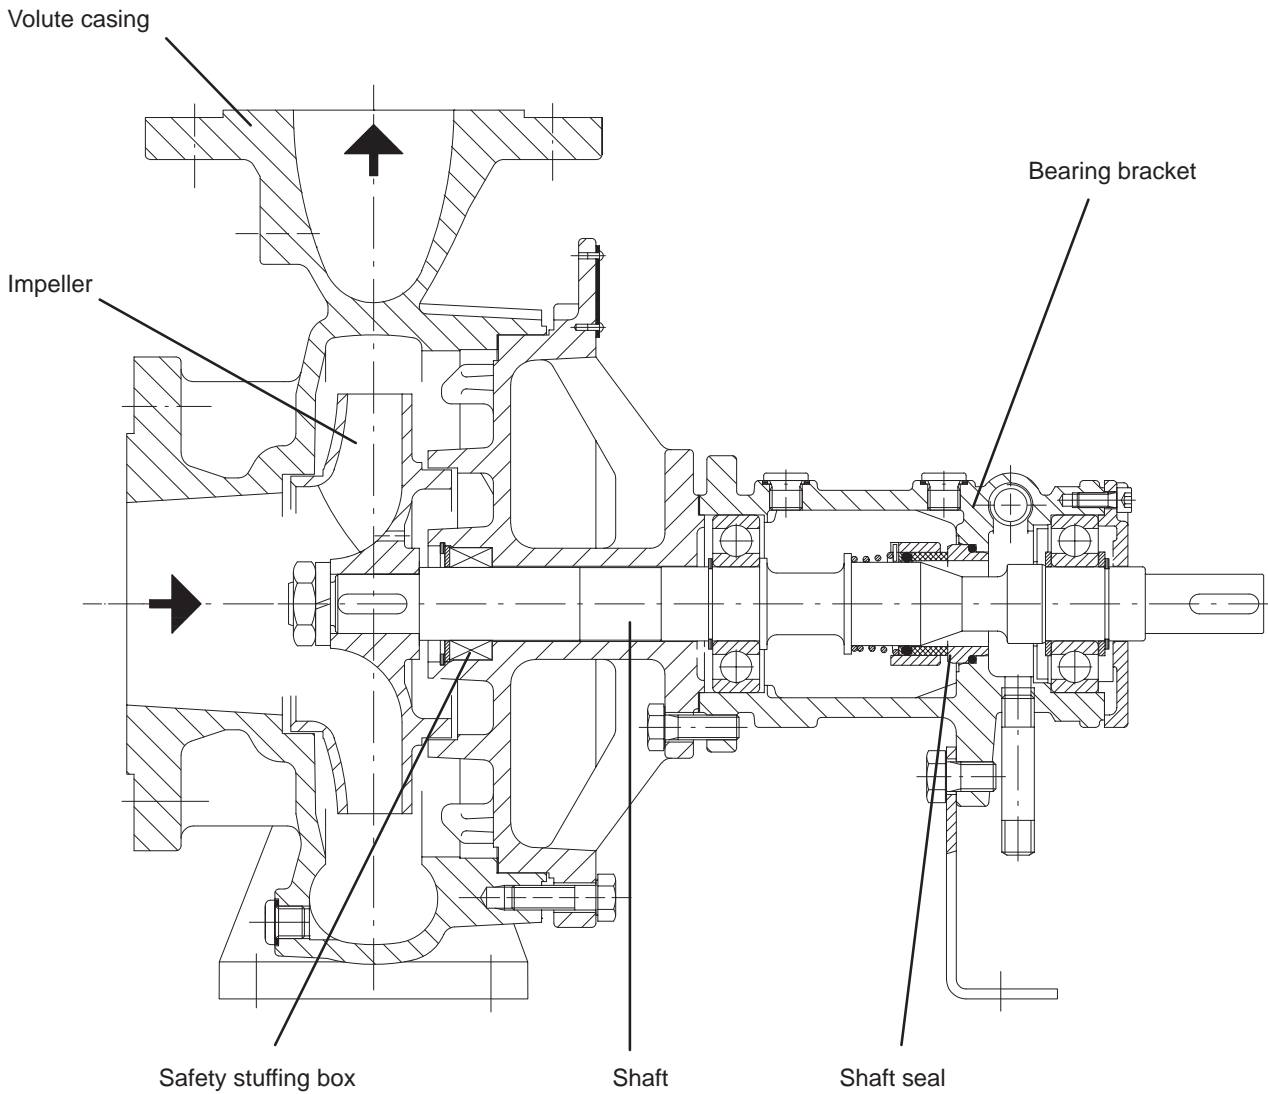 Volute casing
Bearing bracket
Impeller
Safety stuffing box
Shaft
Shaft seal